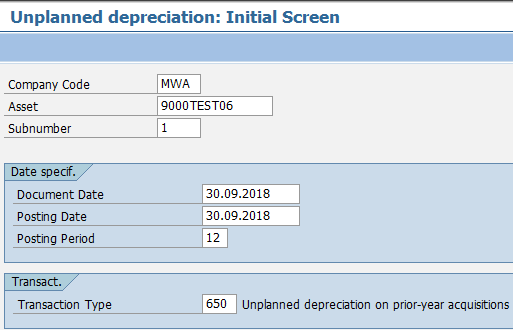 Unplanned depreciation: Initial Screen
Company Code MWA
Asset 9000TEST06
Subnumber 1
Date specif.
Document Date 30.09.2018
Posting Date 30.09.2018
Posting Period 12
Transact.
Transaction Type 650 Unplanned depreciation on prior-year acquisitions